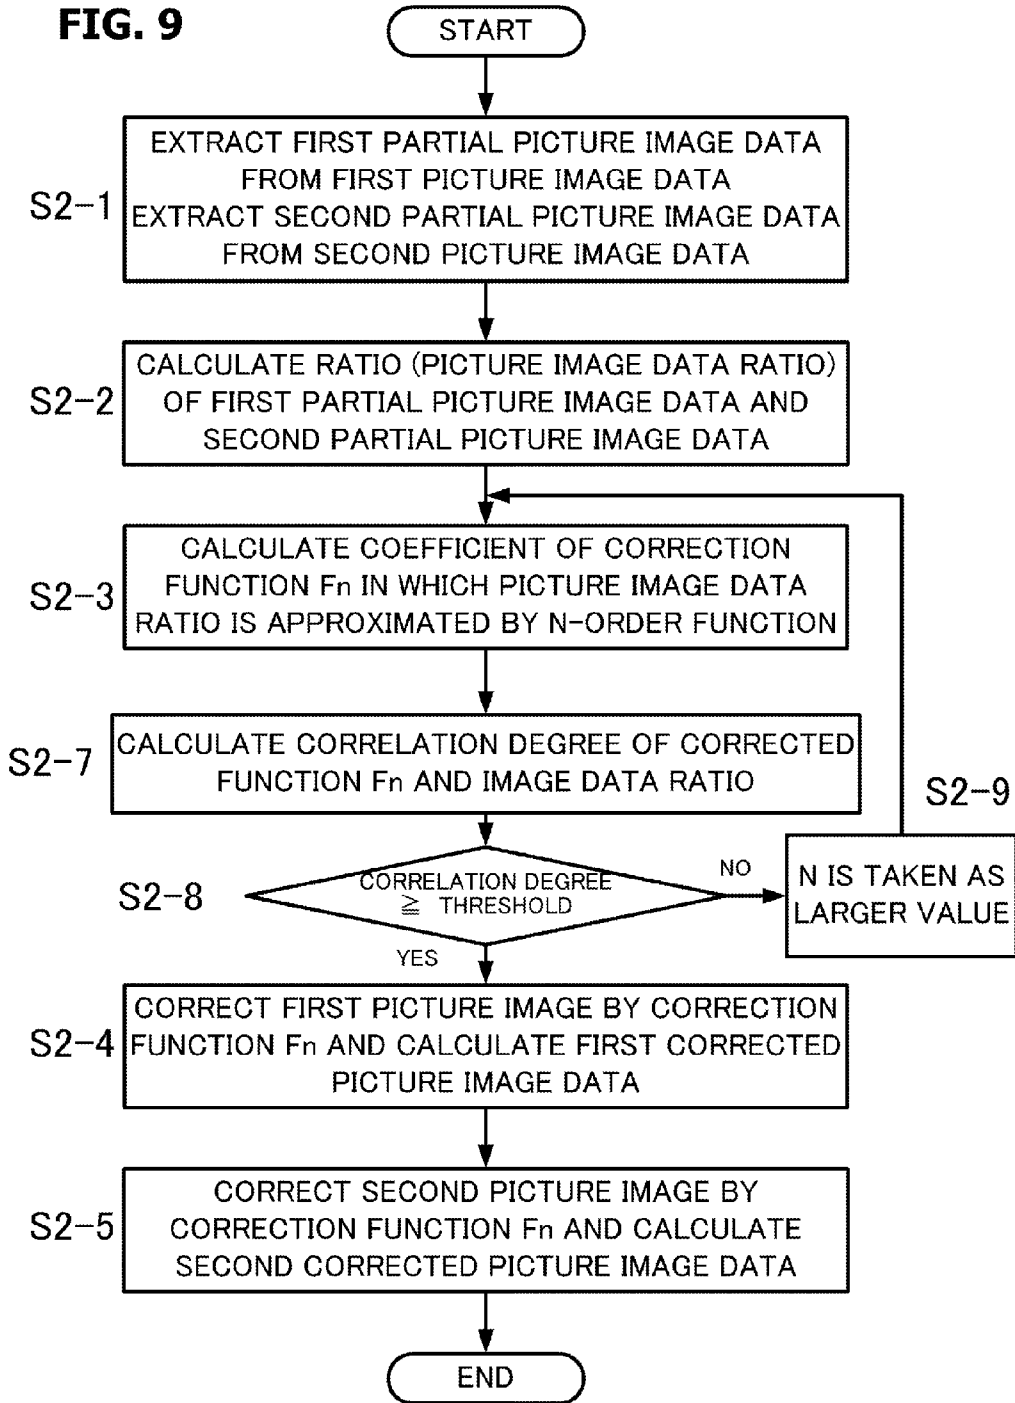 FIG. 9
START
S2-1
EXTRACT FIRST PARTIAL PICTURE IMAGE DATA
FROM FIRST PICTURE IMAGE DATA
EXTRACT SECOND PARTIAL PICTURE IMAGE DATA
FROM SECOND PICTURE IMAGE DATA
S2-2
CALCULATE RATIO (PICTURE IMAGE DATA RATIO)
OF FIRST PARTIAL PICTURE IMAGE DATA AND
SECOND PARTIAL PICTURE IMAGE DATA
S2-3
CALCULATE COEFFICIENT OF CORRECTION
FUNCTION Fn IN WHICH PICTURE IMAGE DATA
RATIO IS APPROXIMATED BY N-ORDER FUNCTION
S2-7
CALCULATE CORRELATION DEGREE OF CORRECTED
FUNCTION Fn AND IMAGE DATA RATIO
S2-8
CORRELATION DEGREE
≧ THRESHOLD
NO
S2-9
N IS TAKEN AS
LARGER VALUE
YES
S2-4
CORRECT FIRST PICTURE IMAGE BY CORRECTION
FUNCTION Fn AND CALCULATE FIRST CORRECTED
PICTURE IMAGE DATA
S2-5
CORRECT SECOND PICTURE IMAGE BY
CORRECTION FUNCTION Fn AND CALCULATE
SECOND CORRECTED PICTURE IMAGE DATA
END